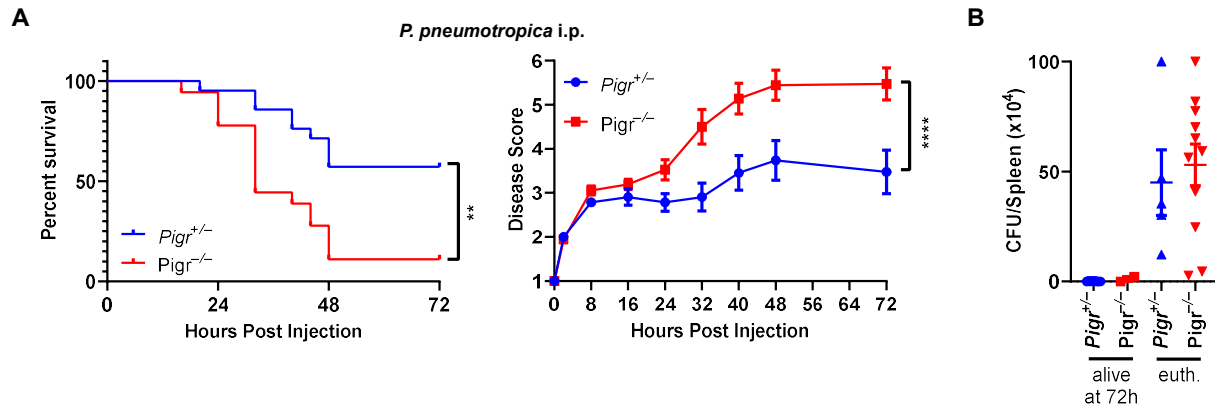 A
P. pneumotropica i.p.
Percent survival
100
50
0
Pigr+/–
Pigr–/–
**
0 24 48 72
Hours Post Injection
Disease Score
6
5
4
3
2
1
Pigr+/–
Pigr–/–
****
0 8 16 24 32 40 48 56 64 72
Hours Post Injection
B
CFU/Spleen (x10⁴)
100
50
0
Pigr+/–
Pigr–/–
Pigr+/–
Pigr–/–
alive
at 72h
euth.